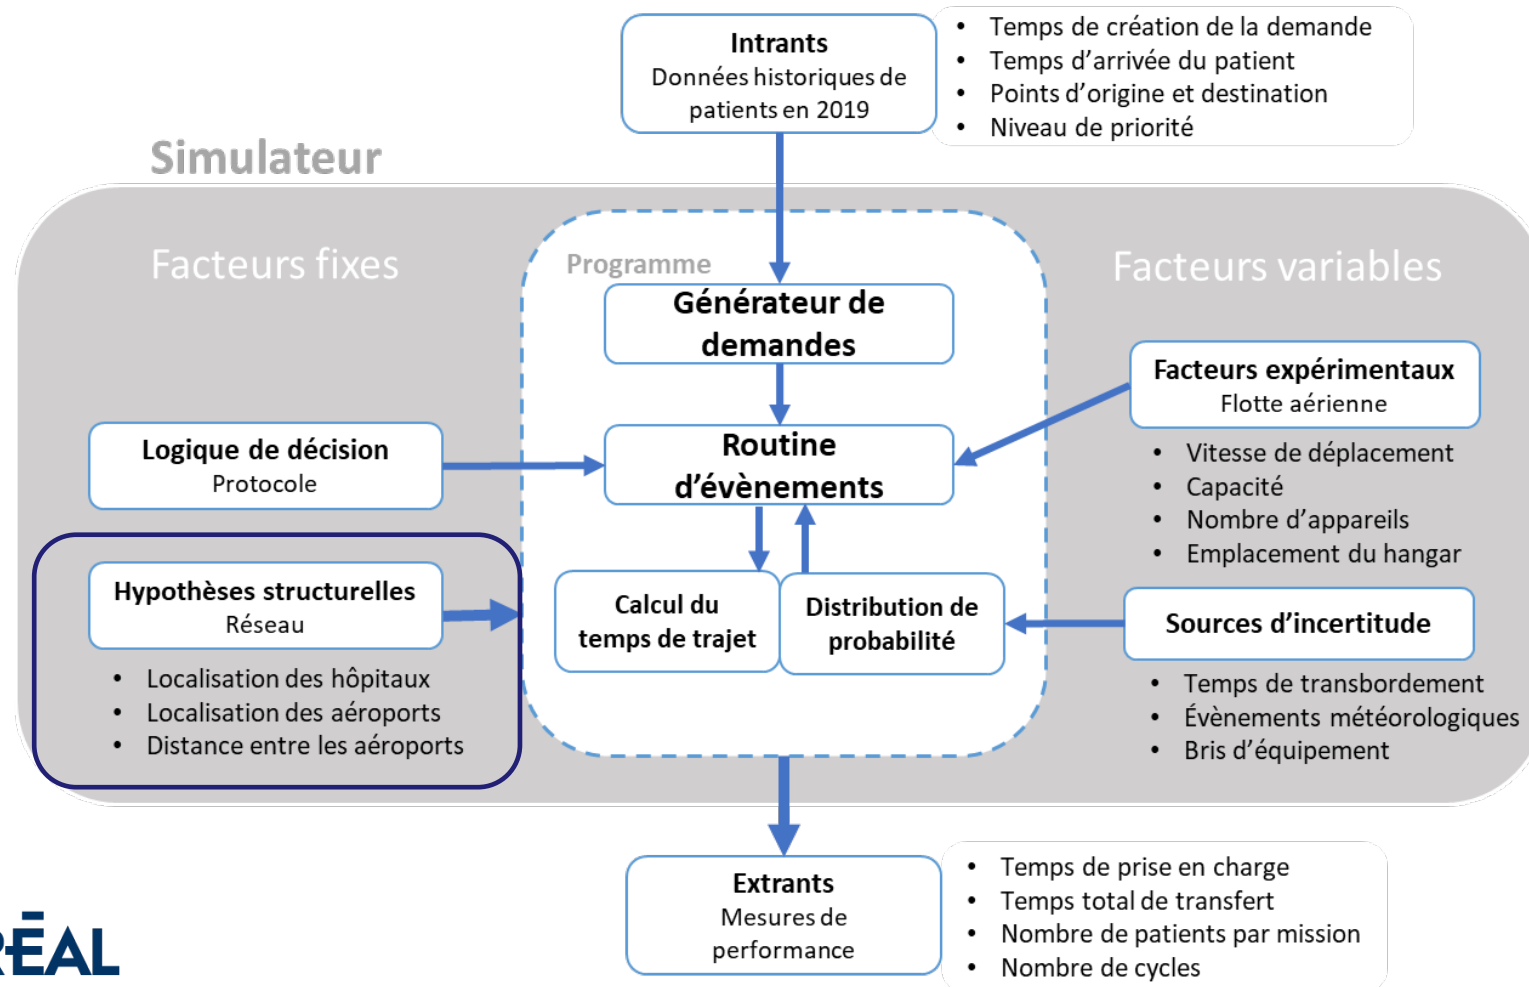 Intrants
Données historiques de
patients en 2019
• Temps de création de la demande
• Temps d'arrivée du patient
• Points d'origine et destination
• Niveau de priorité
Simulateur
Facteurs fixes
Programme
Facteurs variables
Générateur de
demandes
Facteurs expérimentaux
Flotte aérienne
Logique de décision
Protocole
Routine
d'évènements
• Vitesse de déplacement
• Capacité
• Nombre d'appareils
• Emplacement du hangar
Hypothèses structurelles
Réseau
• Localisation des hôpitaux
• Localisation des aéroports
• Distance entre les aéroports
Calcul du
temps de trajet
Distribution de
probabilité
Sources d'incertitude
• Temps de transbordement
• Évènements météorologiques
• Bris d'équipement
Extrants
Mesures de
performance
• Temps de prise en charge
• Temps total de transfert
• Nombre de patients par mission
• Nombre de cycles
RÉAL